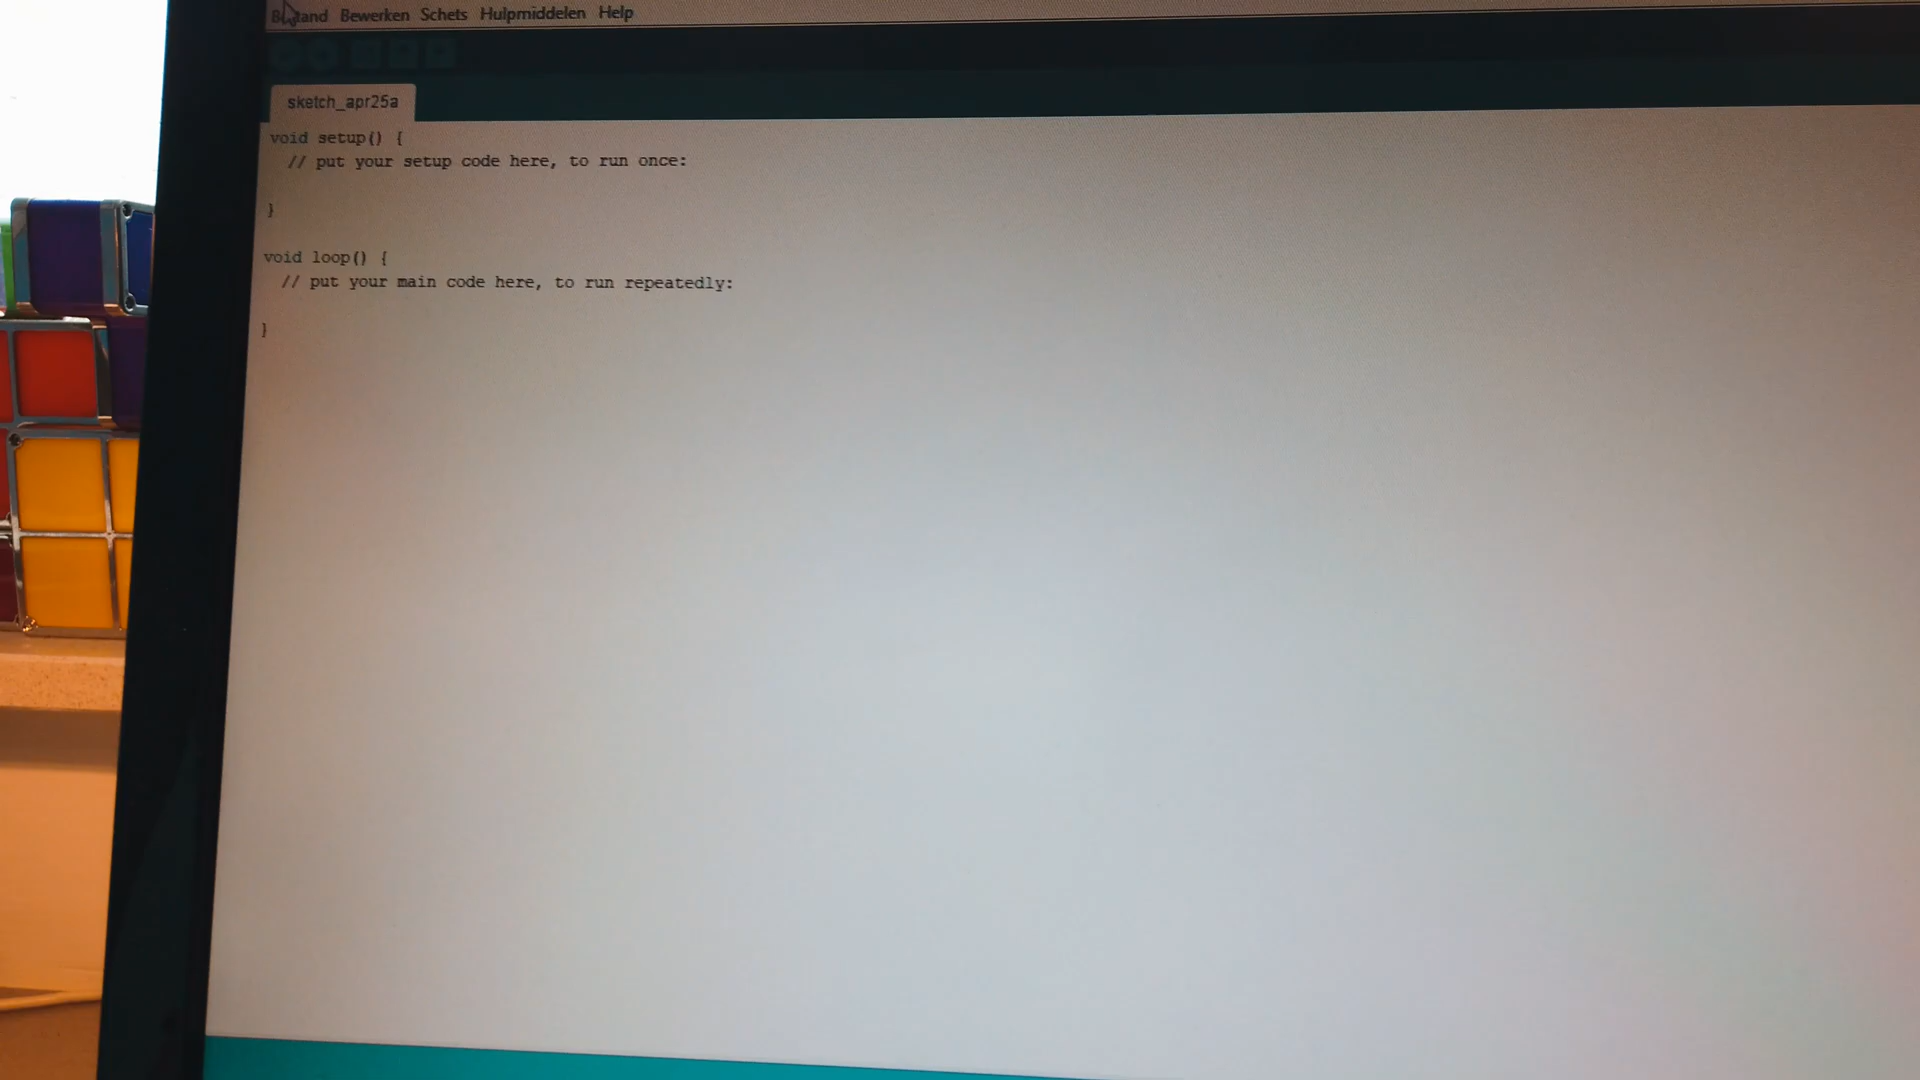 Bestand Bewerken Schets Hulpmiddelen Help
sketch_apr25a
void setup() {
  // put your setup code here, to run once:

}

void loop() {
  // put your main code here, to run repeatedly:

}